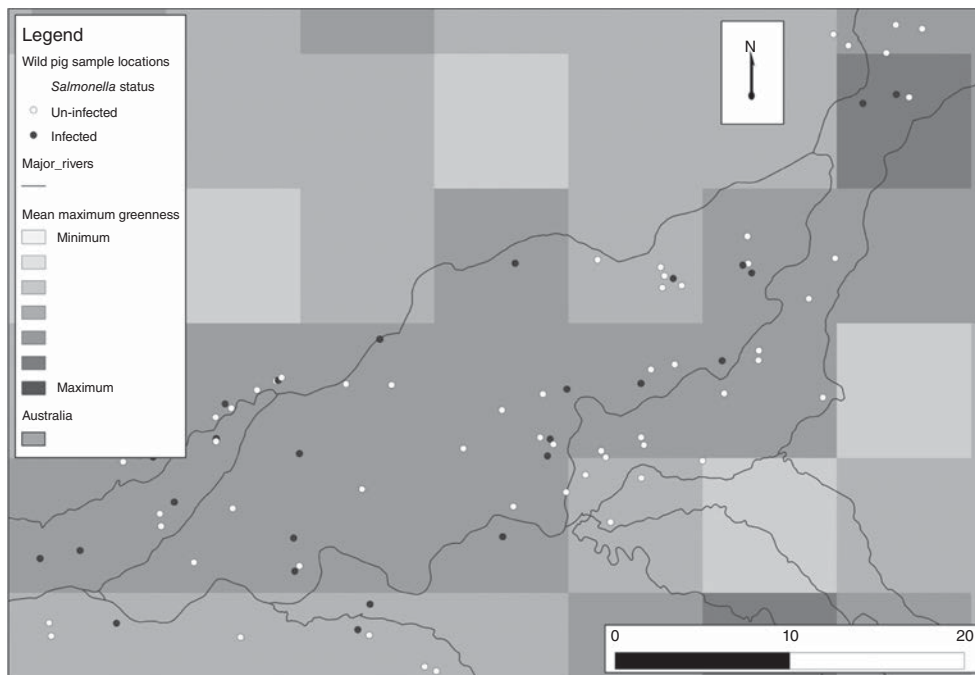 Legend
Wild pig sample locations
Salmonella status
Un-infected
Infected
Major_rivers
Mean maximum greenness
Minimum
Maximum
Australia
N
0 10 20